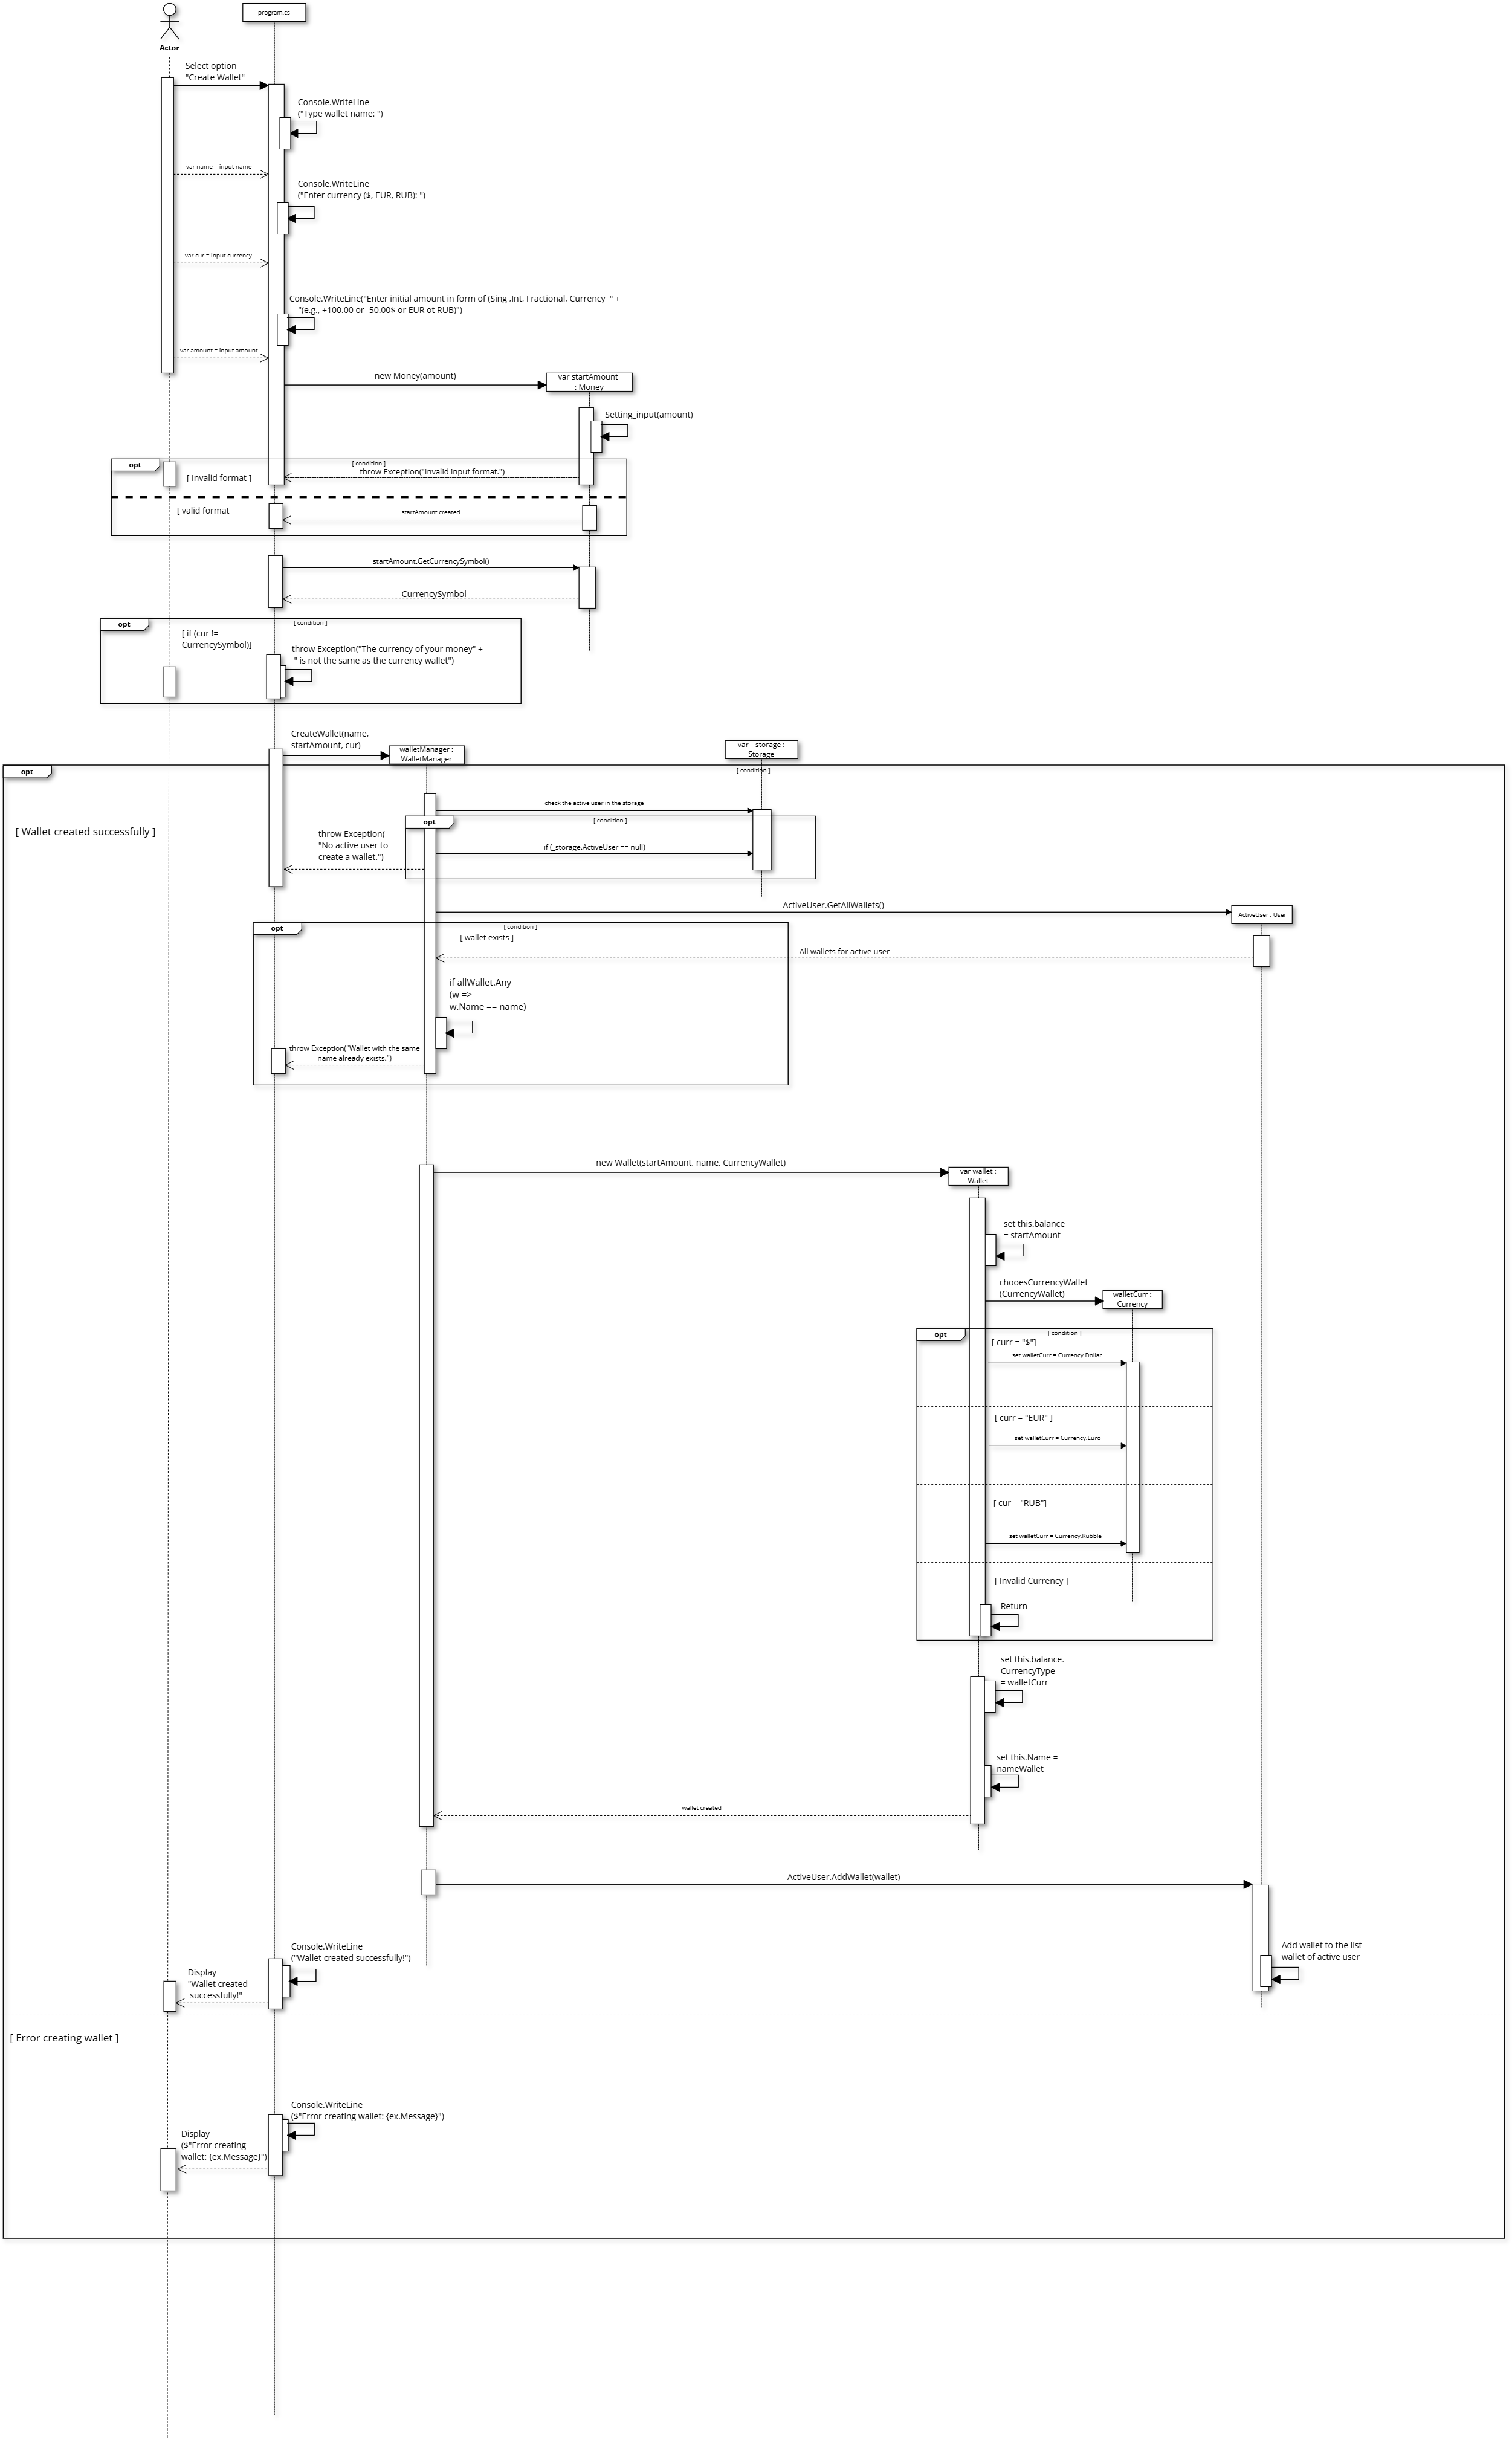 program.cs
Actor
Select option
"Create Wallet"
Console.WriteLine
("Type wallet name: ")
var name = input name
Console.WriteLine
("Enter currency ($, EUR, RUB): ")
var cur = input currency
Console.WriteLine("Enter initial amount in form of (Sing ,Int, Fractional, Currency " +
"(e.g., +100.00 or -50.00$ or EUR ot RUB)")
var amount = input amount
new Money(amount)
var startAmount
: Money
Setting_input(amount)
opt
[ condition ]
throw Exception("Invalid input format.")
[ Invalid format ]
[ valid format
startAmount created
startAmount.GetCurrencySymbol()
CurrencySymbol
opt
[ condition ]
[ if (cur !=
CurrencySymbol)]
throw Exception("The currency of your money" +
" is not the same as the currency wallet")
CreateWallet(name,
startAmount, cur)
walletManager :
WalletManager
var _storage :
Storage
opt
[ condition ]
check the active user in the storage
opt
[ condition ]
[ Wallet created successfully ]
throw Exception(
"No active user to
create a wallet.")
if (_storage.ActiveUser == null)
ActiveUser.GetAllWallets()
ActiveUser : User
opt
[ condition ]
[ wallet exists ]
All wallets for active user
if allWallet.Any
(w =>
w.Name == name)
throw Exception("Wallet with the same
name already exists.")
new Wallet(startAmount, name, CurrencyWallet)
var wallet :
Wallet
set this.balance
= startAmount
chooesCurrencyWallet
(CurrencyWallet)
walletCurr :
Currency
opt
[ condition ]
[ curr = "$"]
set walletCurr = Currency.Dollar
[ curr = "EUR" ]
set walletCurr = Currency.Euro
[ cur = "RUB"]
set walletCurr = Currency.Rubble
[ Invalid Currency ]
Return
set this.balance.
CurrencyType
= walletCurr
set this.Name =
nameWallet
wallet created
ActiveUser.AddWallet(wallet)
Add wallet to the list
wallet of active user
Console.WriteLine
("Wallet created successfully!")
Display
"Wallet created
successfully!"
[ Error creating wallet ]
Console.WriteLine
($"Error creating wallet: {ex.Message}")
Display
($"Error creating
wallet: {ex.Message}")